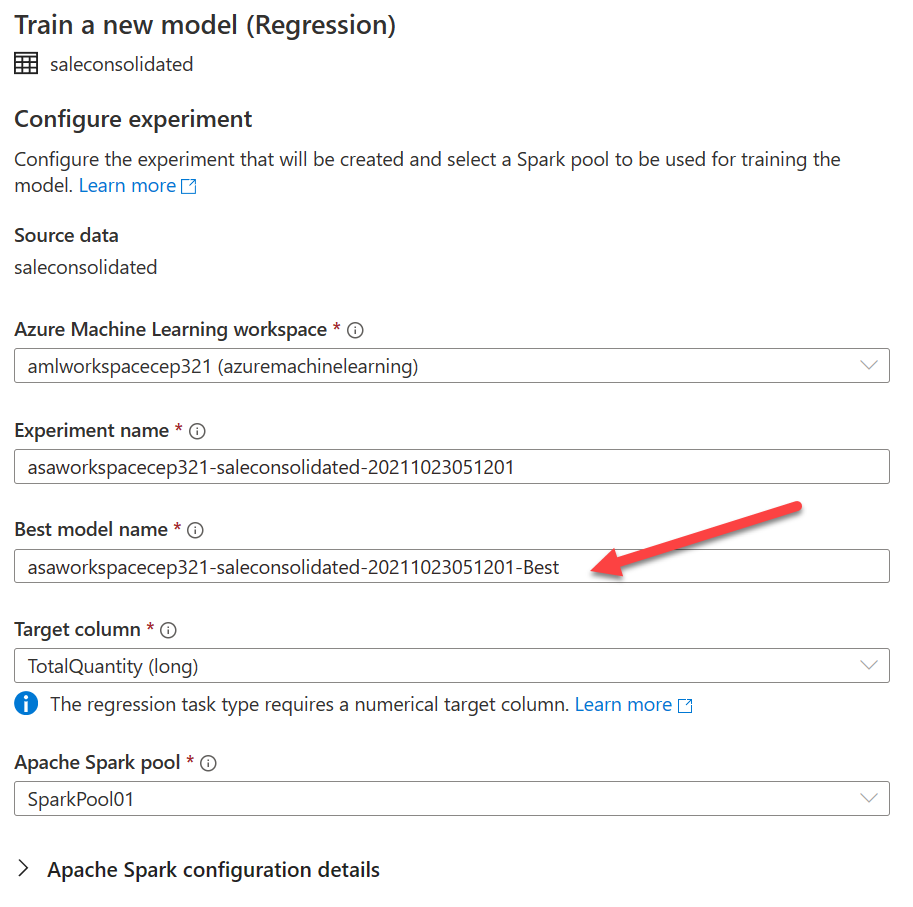 Train a new model (Regression)
saleconsolidated
Configure experiment
Configure the experiment that will be created and select a Spark pool to be used for training the
model. Learn more
Source data
saleconsolidated
Azure Machine Learning workspace *
amlworkspacecep321 (azuremachinelearning)
Experiment name *
asaworkspacecep321-saleconsolidated-20211023051201
Best model name *
asaworkspacecep321-saleconsolidated-20211023051201-Best
Target column *
TotalQuantity (long)
The regression task type requires a numerical target column. Learn more
Apache Spark pool *
SparkPool01
Apache Spark configuration details